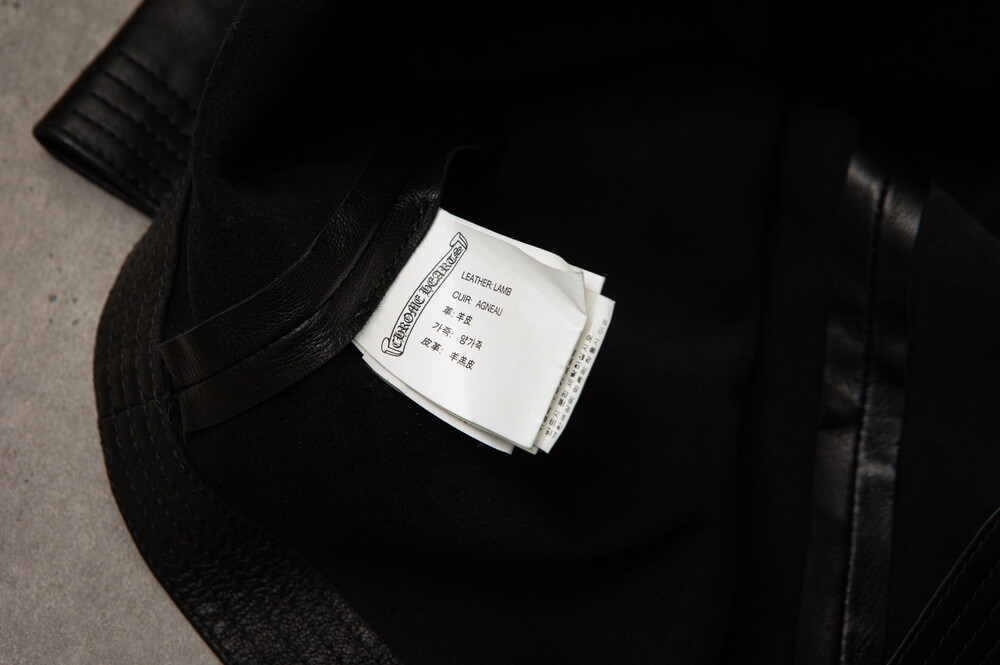 CHROME HEARTS
LEATHER: LAMB
CUIR: AGNEAU
革: 羊皮
가죽: 양가죽
皮革: 羊羔皮